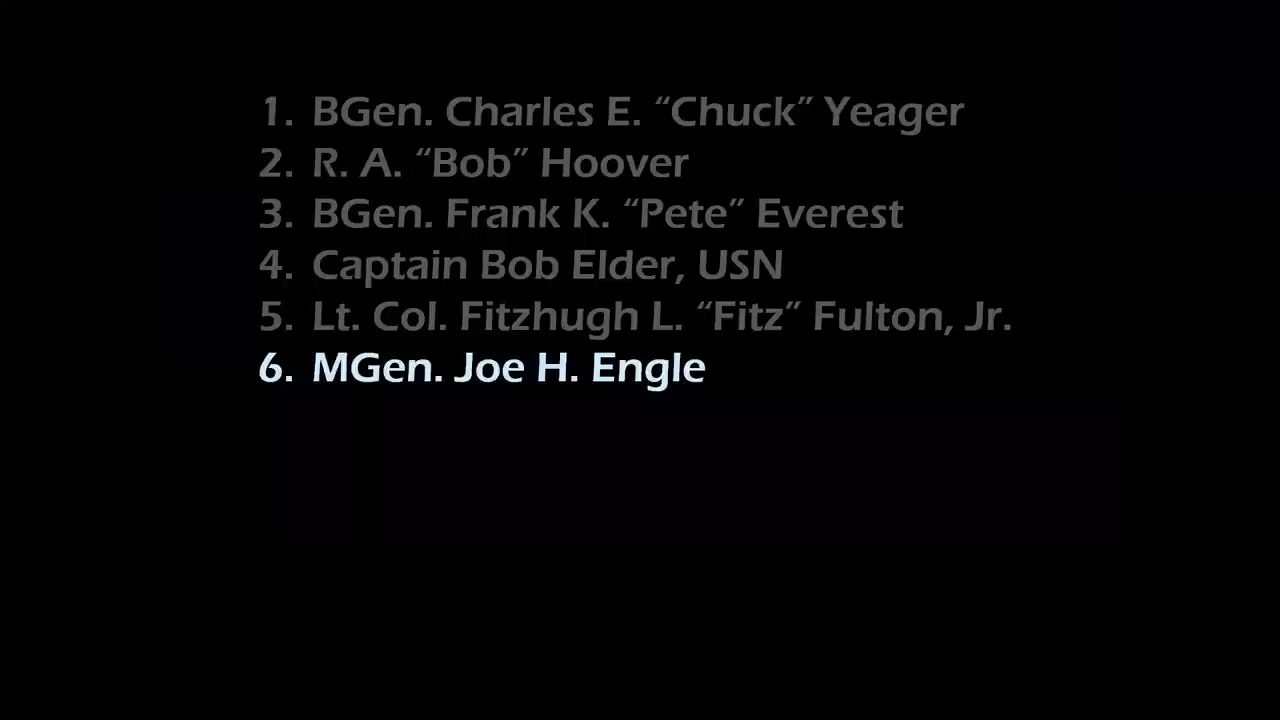 1. BGen. Charles E. “Chuck” Yeager
2. R. A. “Bob” Hoover
3. BGen. Frank K. “Pete” Everest
4. Captain Bob Elder, USN
5. Lt. Col. Fitzhugh L. “Fitz” Fulton, Jr.
6. MGen. Joe H. Engle